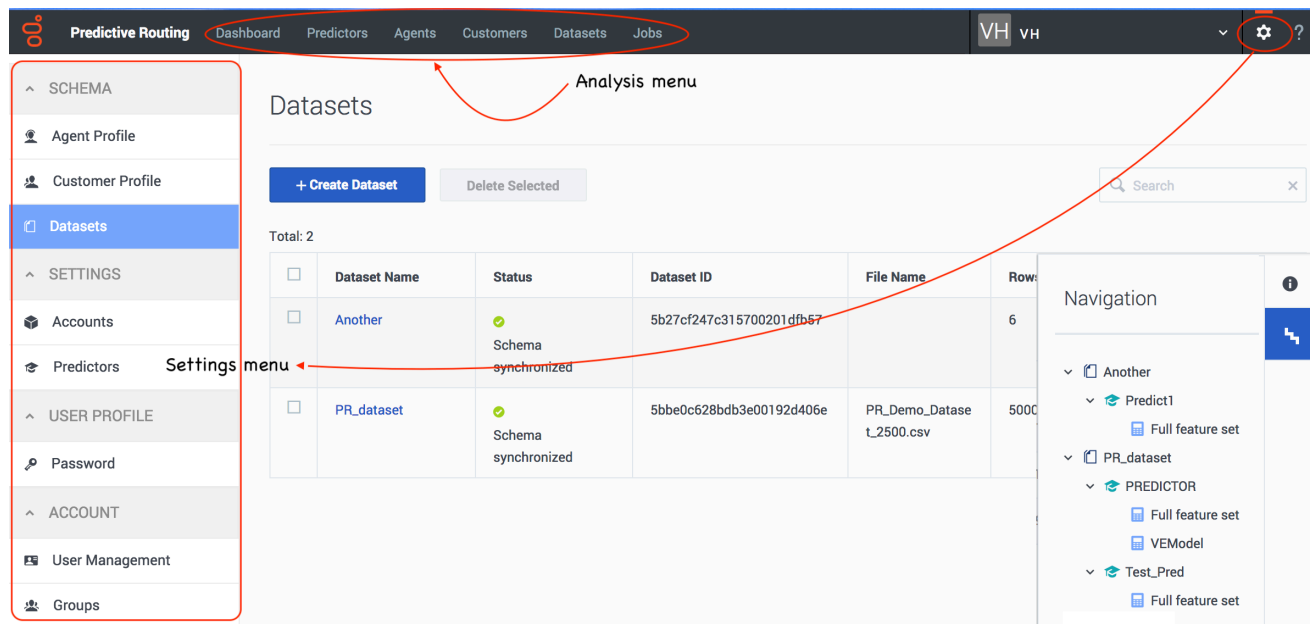 Predictive Routing Dashboard Predictors Agents Customers Datasets Jobs VH VH ?
Analysis menu
SCHEMA
Agent Profile
Customer Profile
Datasets
SETTINGS
Accounts
Predictors
USER PROFILE
Password
ACCOUNT
User Management
Groups
Settings menu
Datasets
+ Create Dataset Delete Selected Search
Total: 2
Dataset Name Status Dataset ID File Name Rows
Another Schema synchronized 5b27cf247c315700201dfb57 6
PR_dataset Schema synchronized 5bbe0c628bdb3e00192d406e PR_Demo_Datase
t_2500.csv 5000
Navigation
Another
Predict1
Full feature set
PR_dataset
PREDICTOR
Full feature set
VEModel
Test_Pred
Full feature set